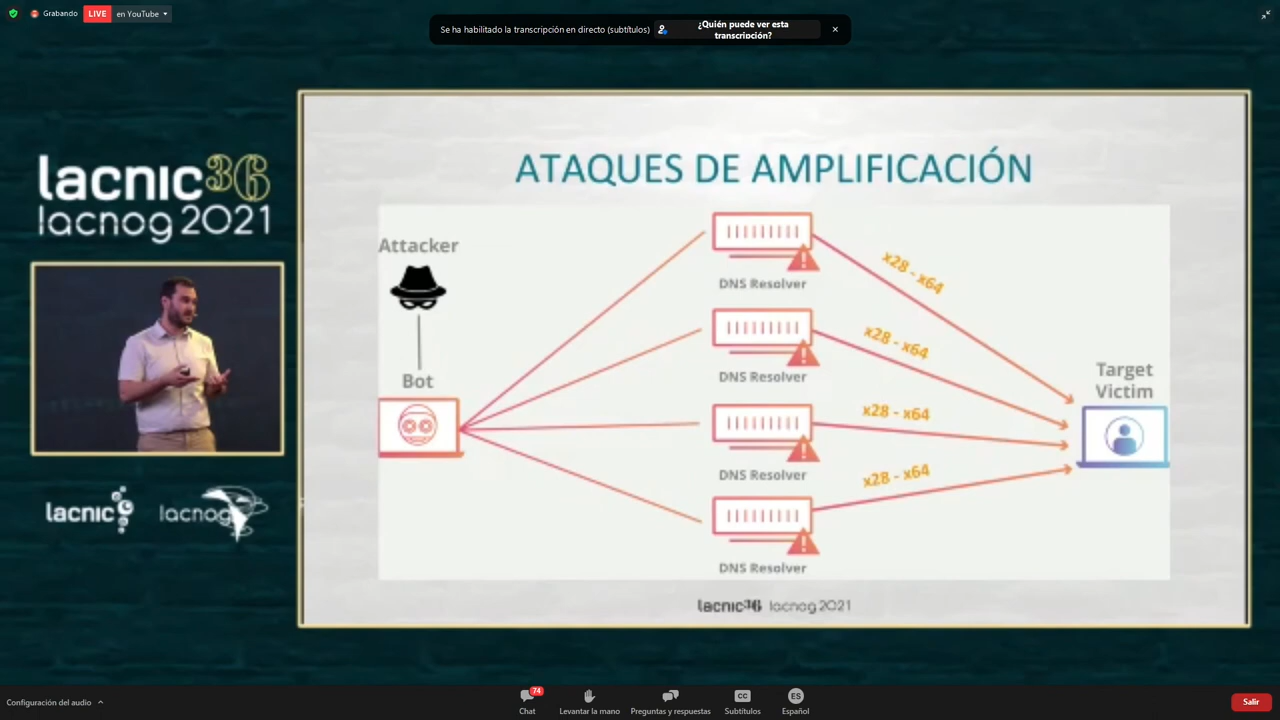 Grabando
LIVE
en YouTube
Se ha habilitado la transcripción en directo (subtítulos)
¿Quién puede ver esta
transcripción?
lacnic36
lacnog 2021
lacnic
lacnog
ATAQUES DE AMPLIFICACIÓN
Attacker
Bot
DNS Resolver
DNS Resolver
DNS Resolver
DNS Resolver
x28 - x64
x28 - x64
x28 - x64
x28 - x64
Target
Victim
lacnic36 lacnog 2021
Configuración del audio
74
Chat
Levantar la mano
Preguntas y respuestas
CC
Subtítulos
ES
Español
Salir